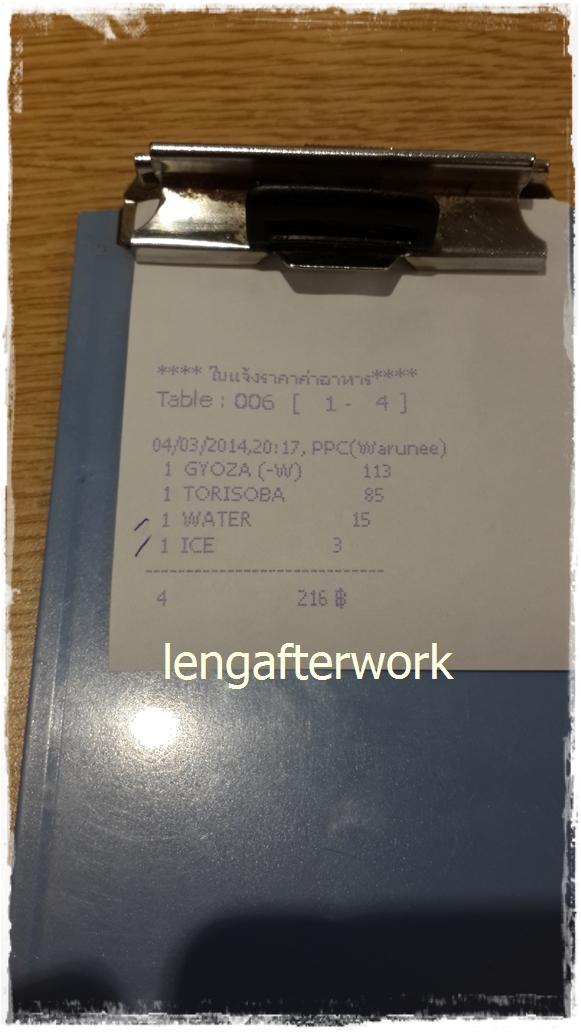 **** ใบแจ้งราคาค่าอาหาร****
Table : 006 [ 1 - 4 ]
04/03/2014,20:17, PPC(Warunee)
1 GYOZA (-W) 113
1 TORISOBA 85
1 WATER 15
1 ICE 3
------------------------------
4 216 ฿
lengafterwork